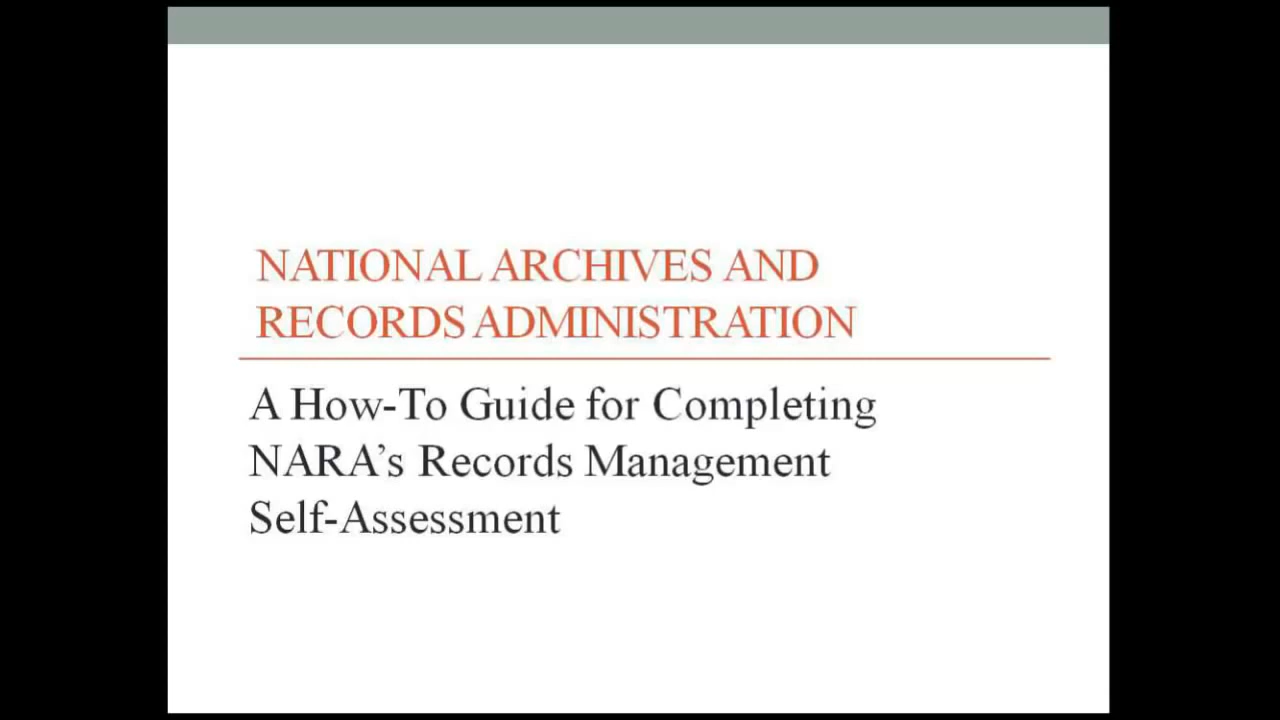 NATIONAL ARCHIVES AND
RECORDS ADMINISTRATION
A How-To Guide for Completing
NARA’s Records Management
Self-Assessment